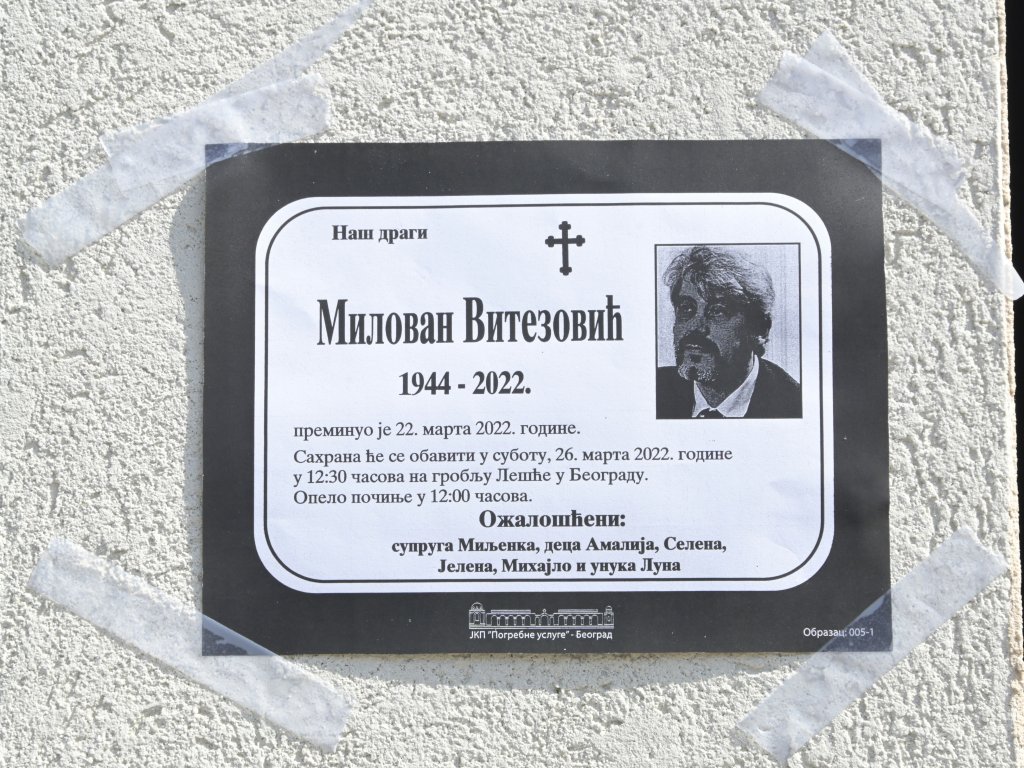 Наш драги
Милован Витезовић
1944 - 2022.
преминуо је 22. марта 2022. године.
Сахрана ће се обавити у суботу, 26. марта 2022. године
у 12:30 часова на гробљу Лешће у Београду.
Опело почиње у 12:00 часова.
Ожалошћени:
супруга Миљенка, деца Амалија, Селена,
Јелена, Михајло и унука Луна
ЈКП "Погребне услуге" - Београд
Образац: 005-1